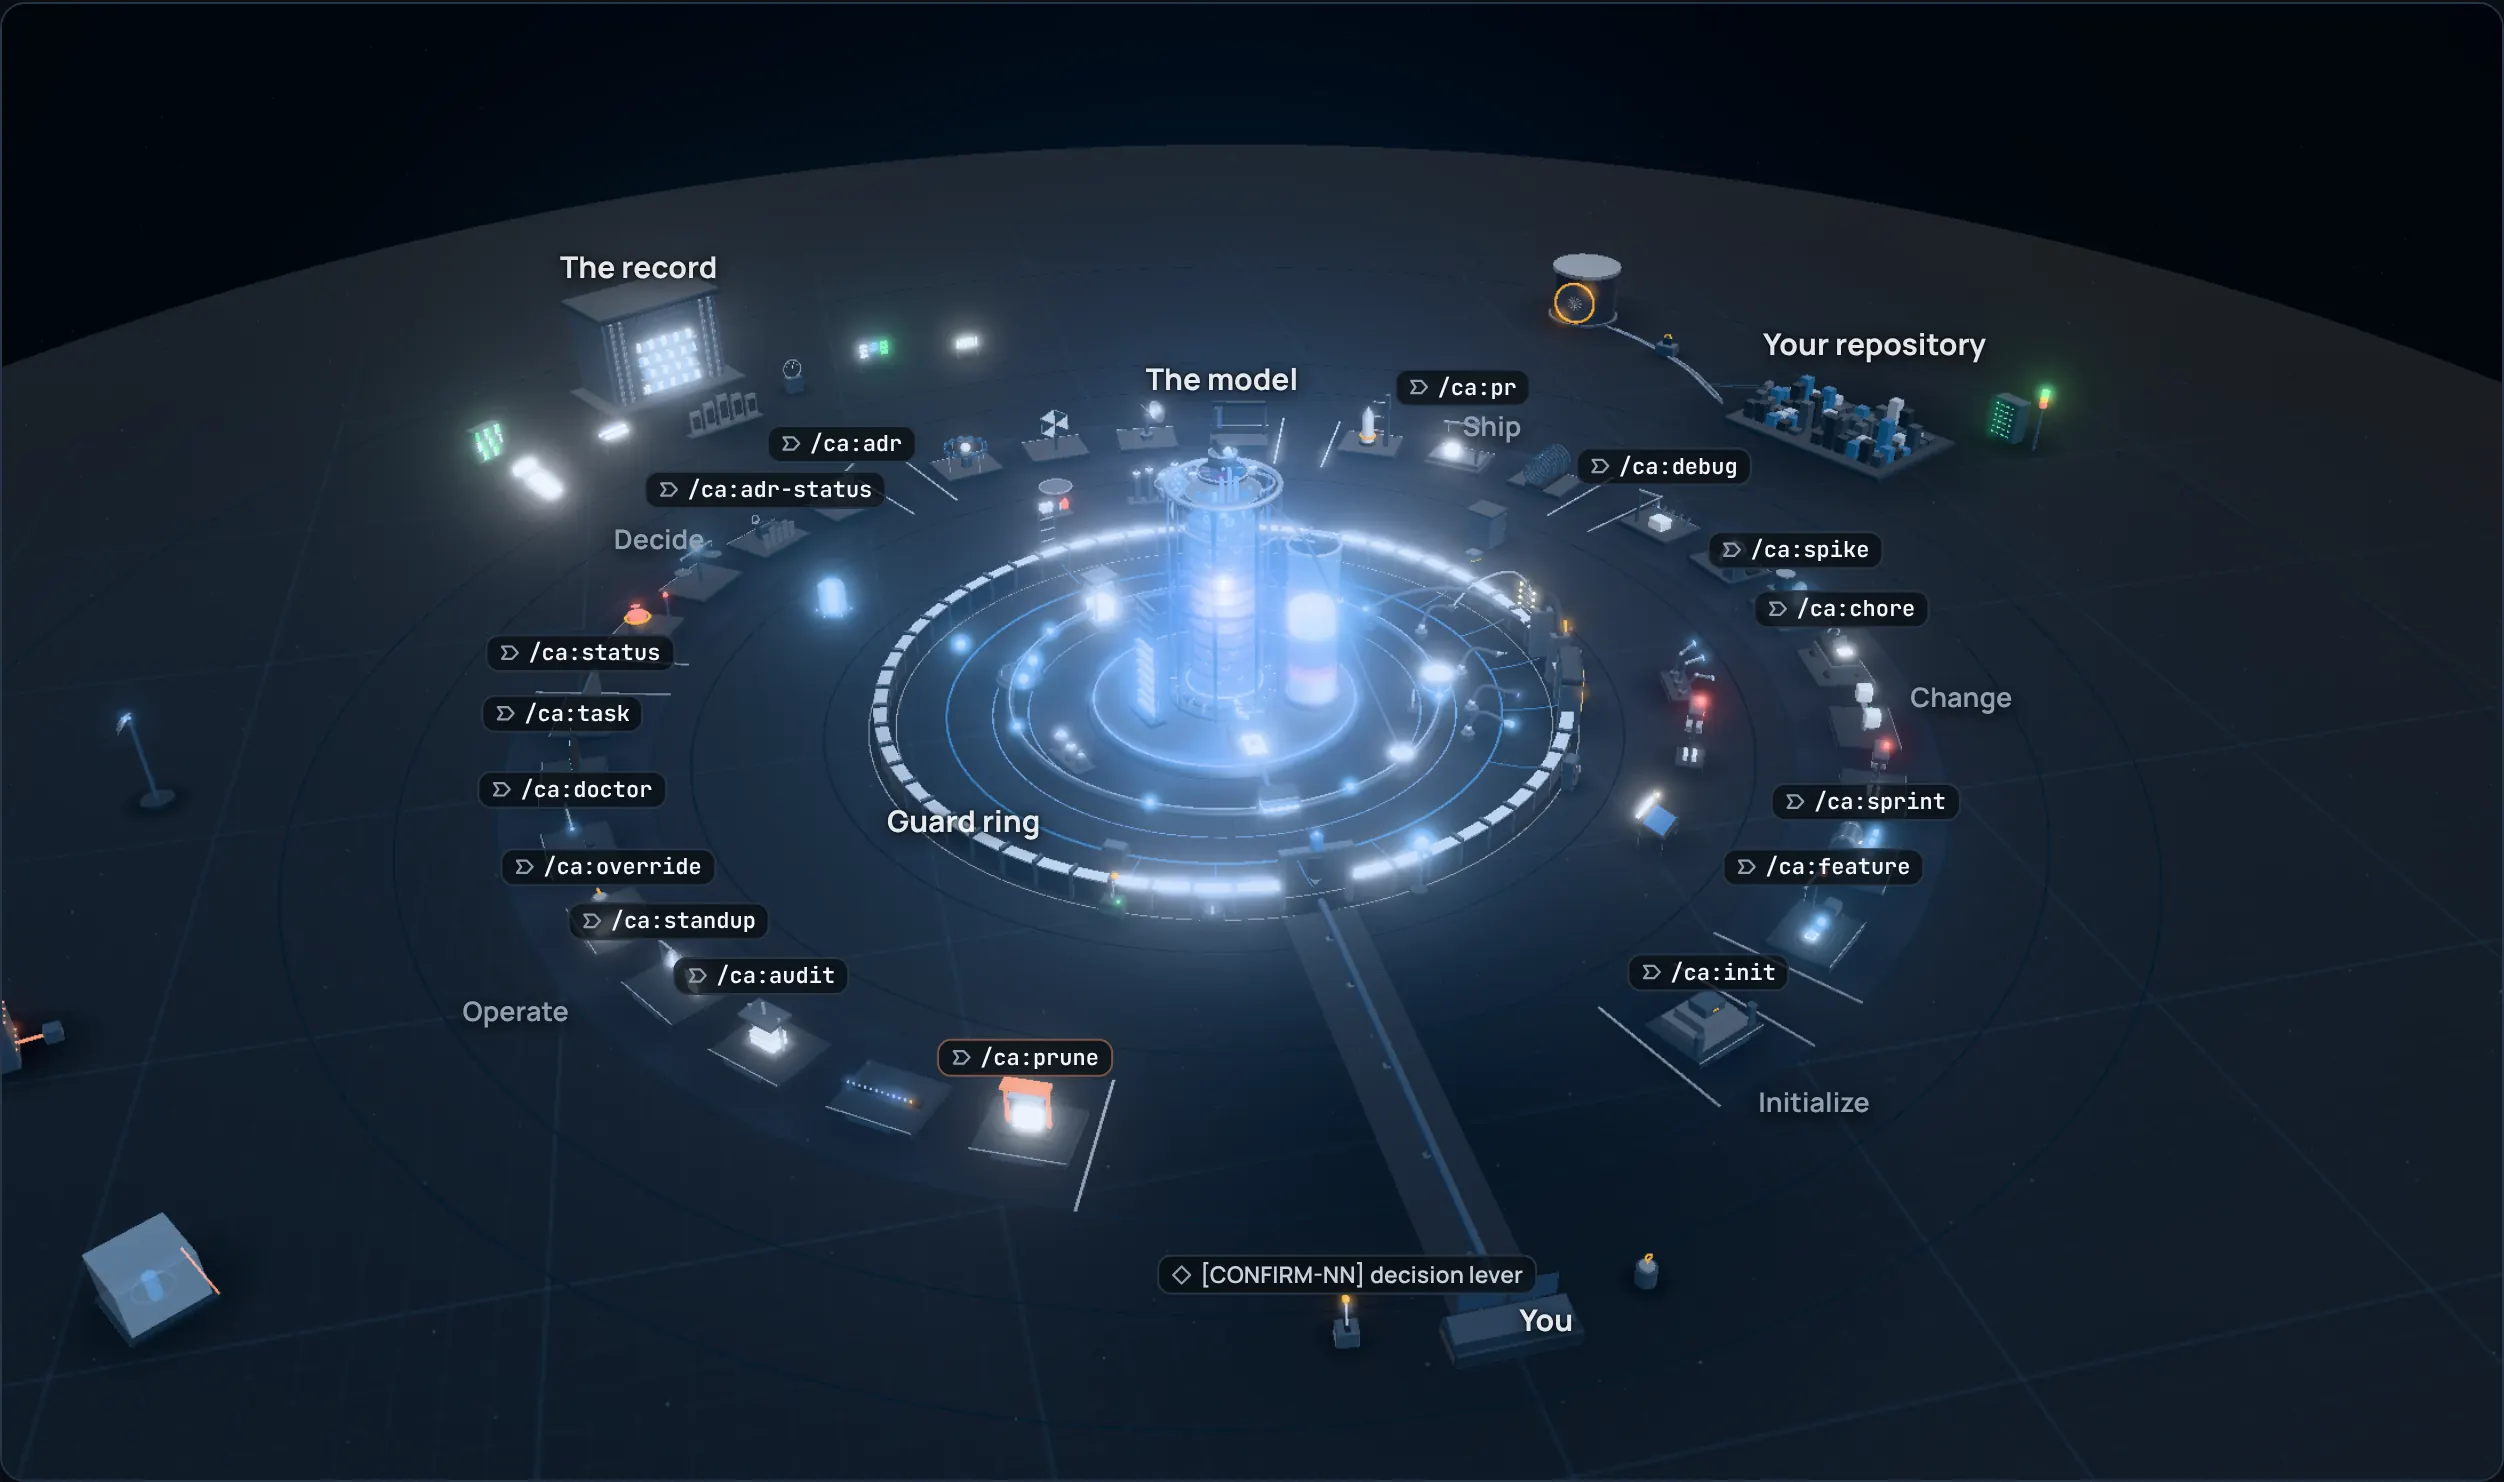 The record
Your repository
The model
/ca:pr
Ship
/ca:adr
/ca:debug
/ca:adr-status
Decide
/ca:spike
/ca:chore
/ca:status
Change
/ca:task
/ca:doctor
/ca:sprint
Guard ring
/ca:override
/ca:feature
/ca:standup
/ca:audit
/ca:init
Operate
/ca:prune
Initialize
[CONFIRM-NN] decision lever
You